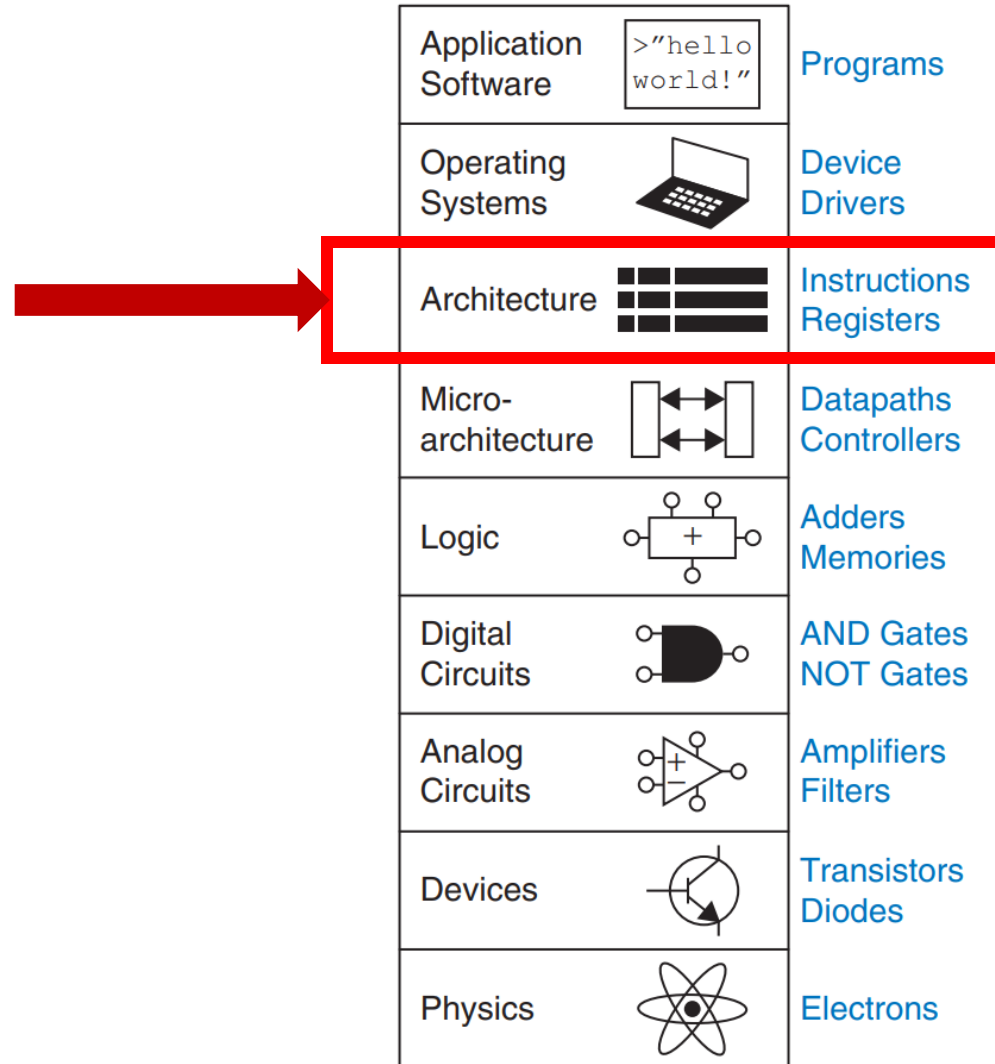 Application
Software
>"hello
world!"
Programs
Operating
Systems
Device
Drivers
Architecture
Instructions
Registers
Micro-
architecture
Datapaths
Controllers
Logic
+
Adders
Memories
Digital
Circuits
AND Gates
NOT Gates
Analog
Circuits
+
−
Amplifiers
Filters
Devices
Transistors
Diodes
Physics
Electrons